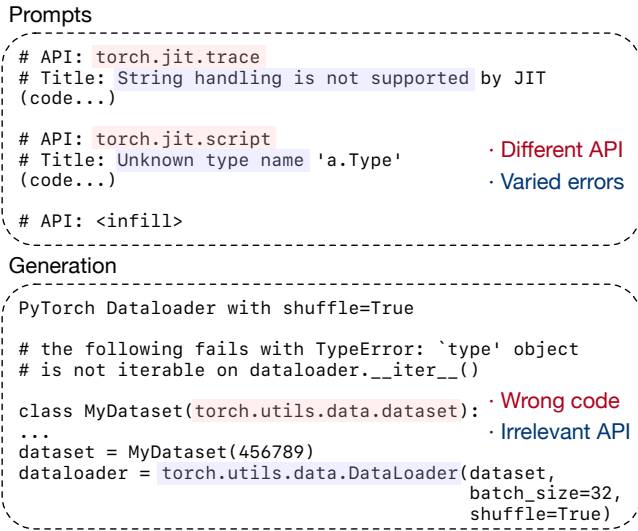 Prompts
# API: torch.jit.trace
# Title: String handling is not supported by JIT
(code...)
# API: torch.jit.script
# Title: Unknown type name 'a.Type'
(code...)
· Different API
· Varied errors
# API: <infill>
Generation
PyTorch Dataloader with shuffle=True
# the following fails with TypeError: `type' object
# is not iterable on dataloader.__iter__()
class MyDataset(torch.utils.data.dataset):
...
· Wrong code
· Irrelevant API
dataset = MyDataset(456789)
dataloader = torch.utils.data.DataLoader(dataset,
batch_size=32,
shuffle=True)